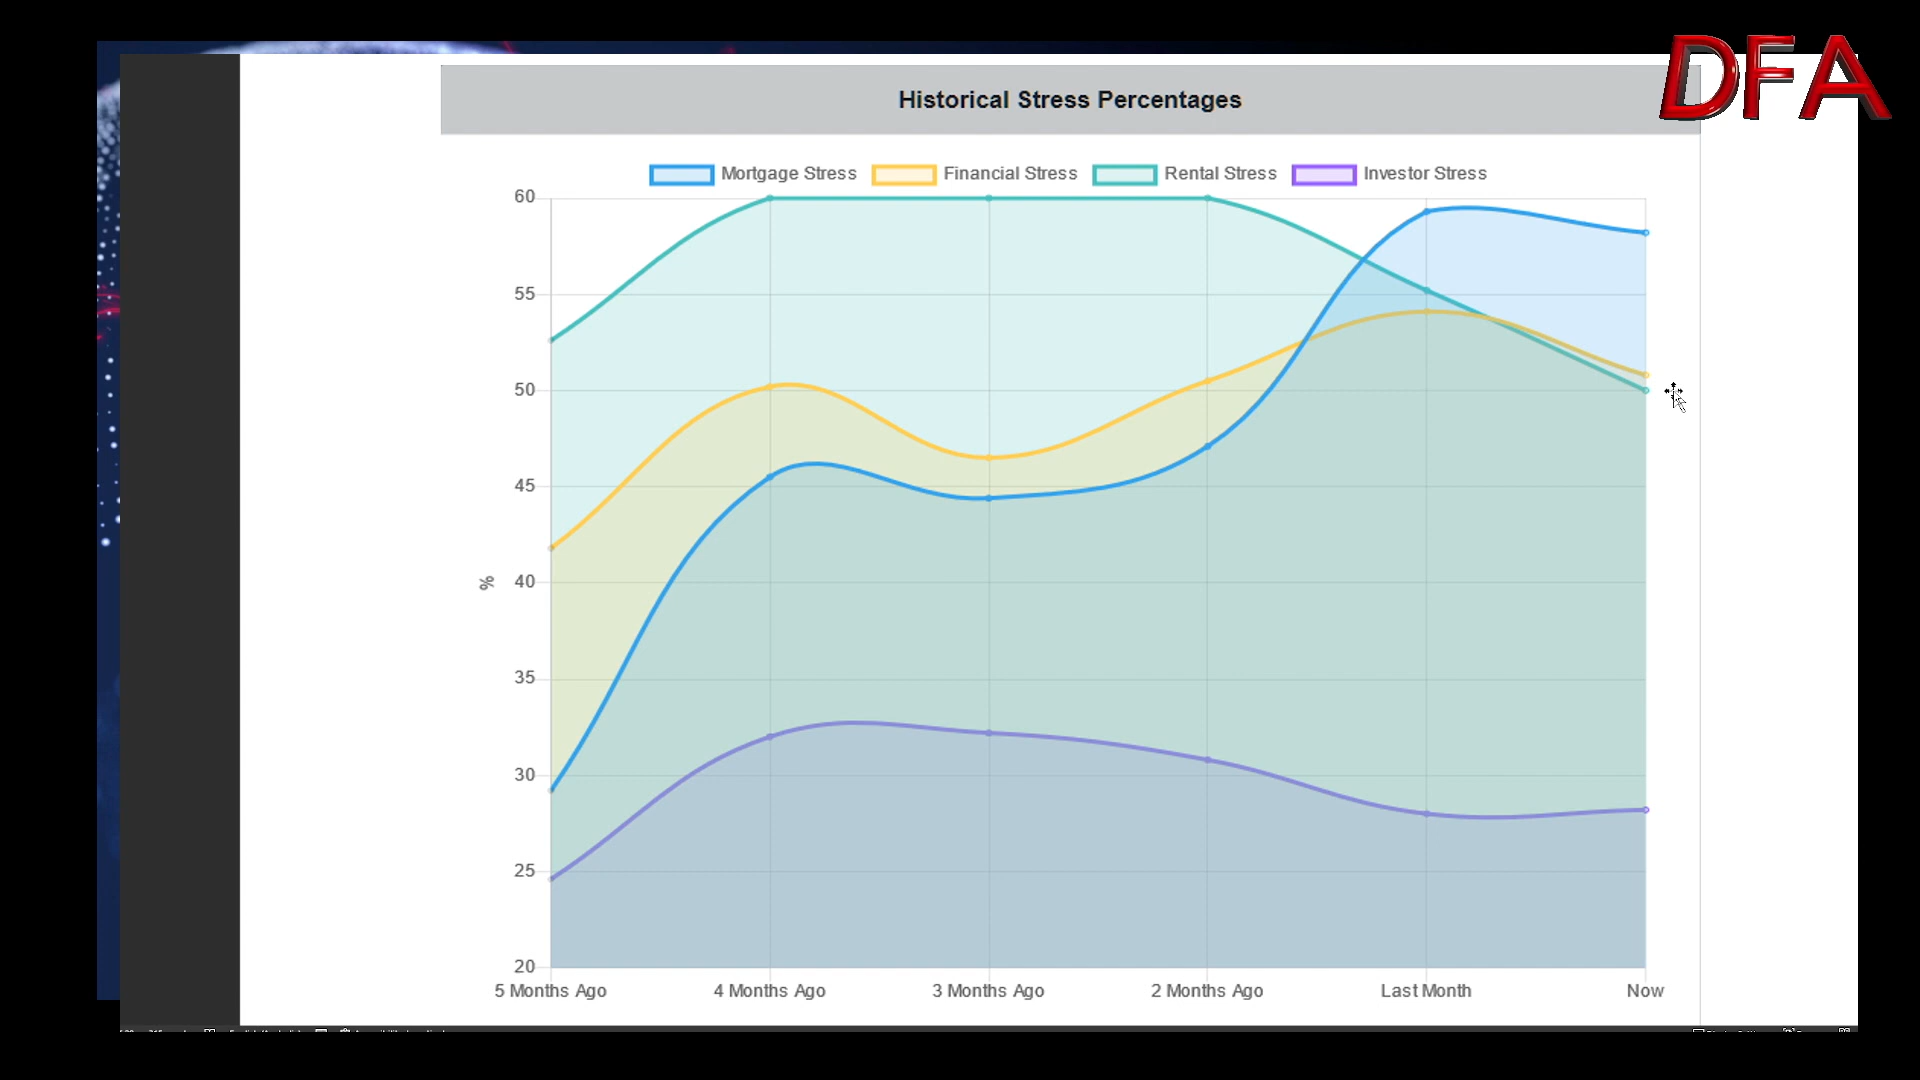 DFA
Historical Stress Percentages
Mortgage Stress Financial Stress Rental Stress Investor Stress
60
55
50
45
40
%
35
30
25
20
5 Months Ago 4 Months Ago 3 Months Ago 2 Months Ago Last Month Now